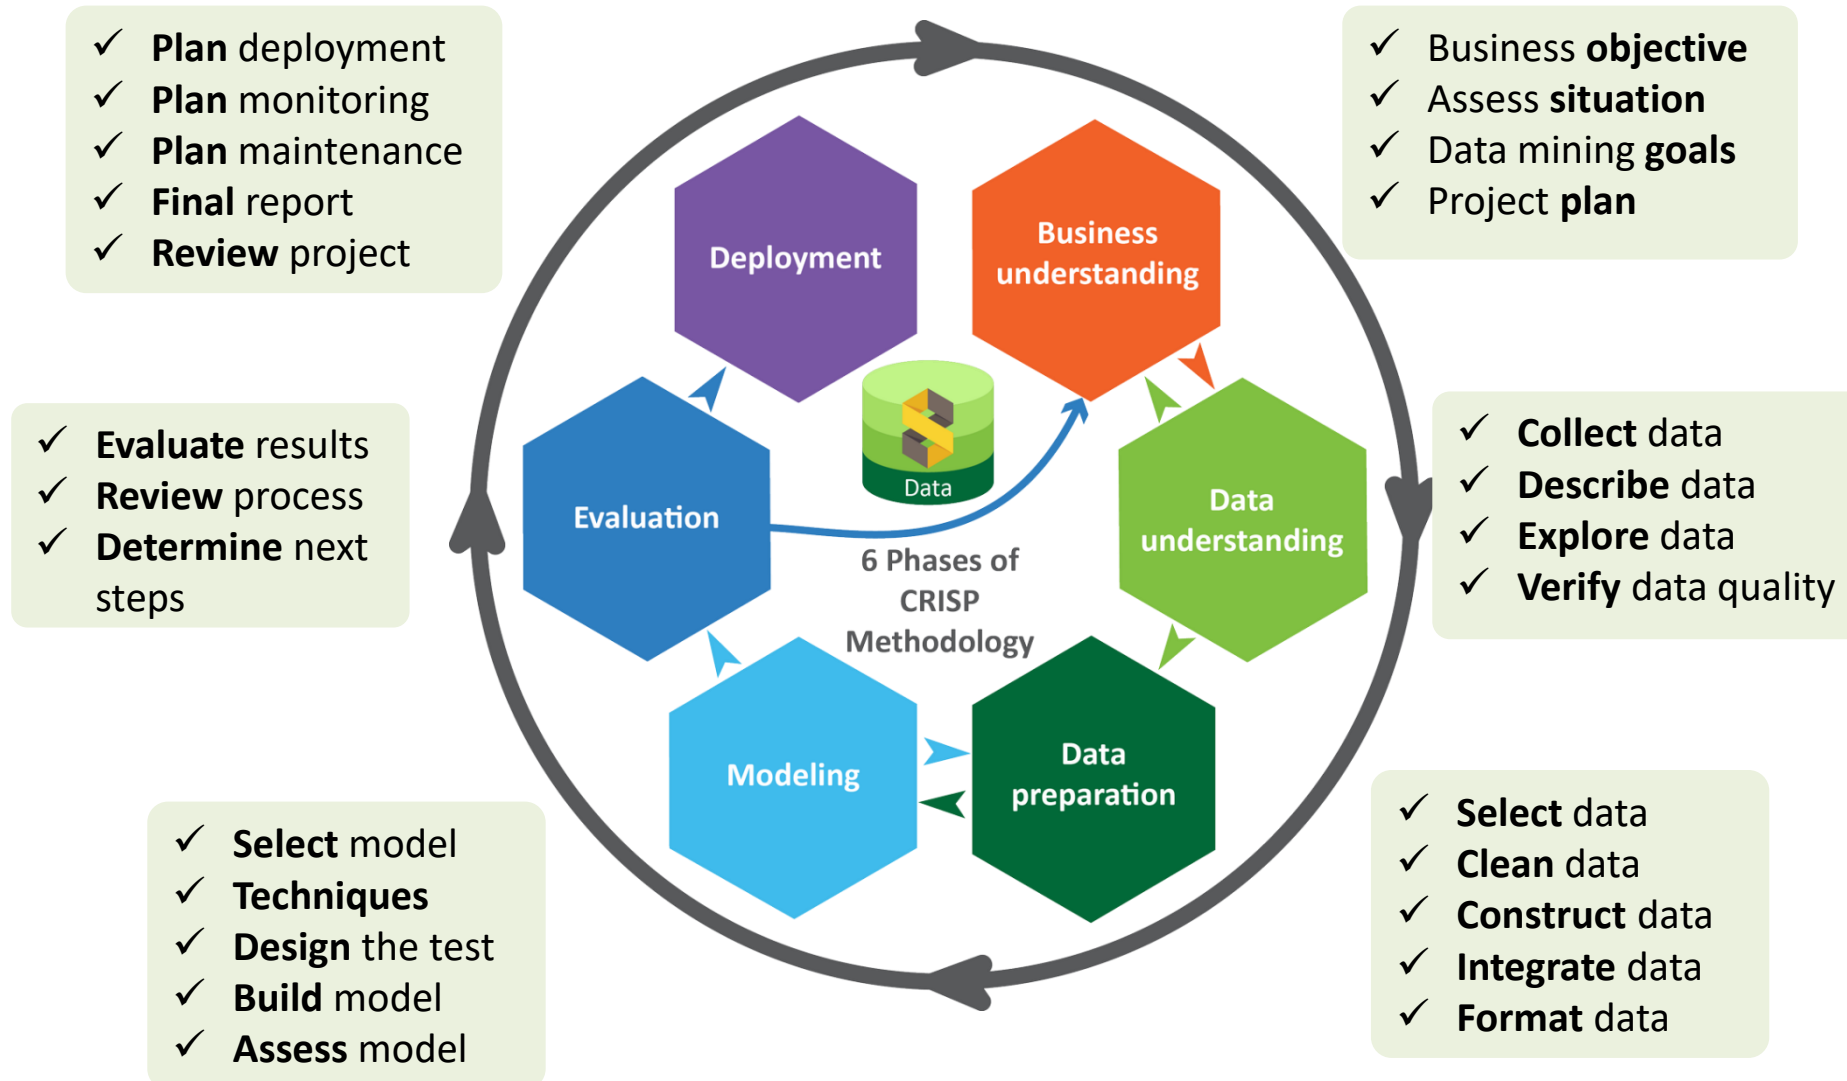 ✓ Plan deployment
✓ Plan monitoring
✓ Plan maintenance
✓ Final report
✓ Review project
✓ Business objective
✓ Assess situation
✓ Data mining goals
✓ Project plan
Deployment
Business
understanding
✓ Evaluate results
✓ Review process
✓ Determine next
steps
Evaluation
Data
6 Phases of
CRISP
Methodology
Data
understanding
✓ Collect data
✓ Describe data
✓ Explore data
✓ Verify data quality
Modeling
Data
preparation
✓ Select model
✓ Techniques
✓ Design the test
✓ Build model
✓ Assess model
✓ Select data
✓ Clean data
✓ Construct data
✓ Integrate data
✓ Format data